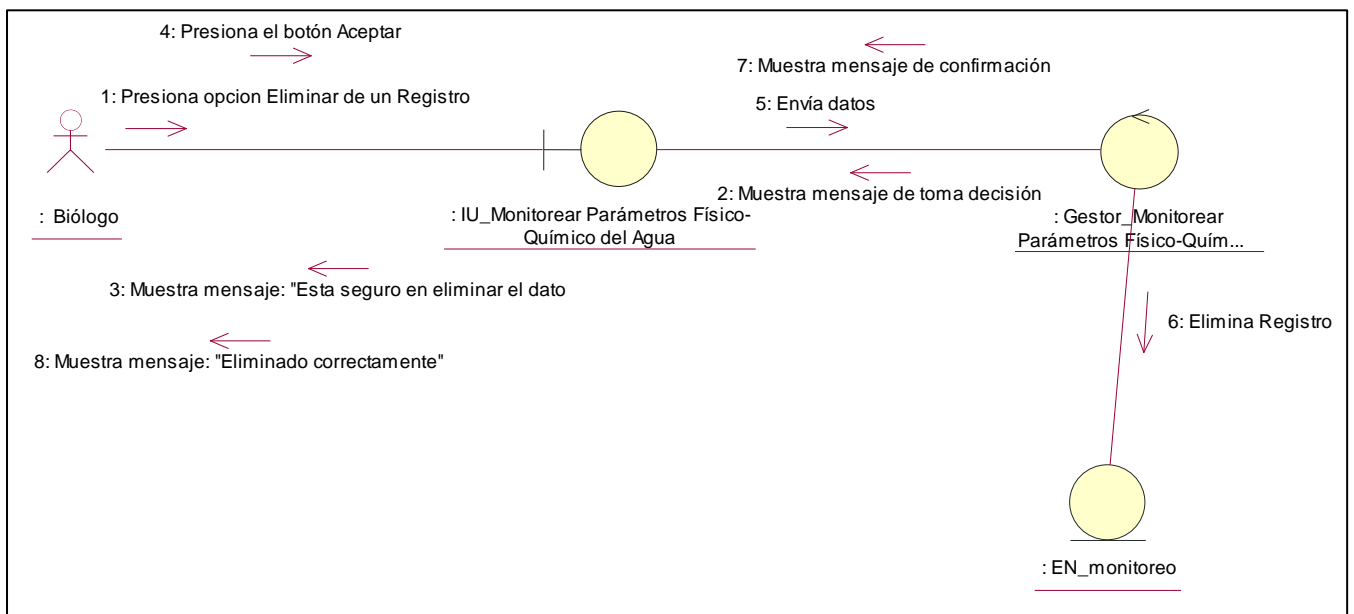 4: Presiona el botón Aceptar
7: Muestra mensaje de confirmación
1: Presiona opcion Eliminar de un Registro
5: Envía datos
2: Muestra mensaje de toma decisión
: Biólogo
: IU_Monitorear Parámetros Físico-
Químico del Agua
: Gestor_Monitorear
Parámetros Físico-Quím...
3: Muestra mensaje: "Esta seguro en eliminar el dato
6: Elimina Registro
8: Muestra mensaje: "Eliminado correctamente"
: EN_monitoreo